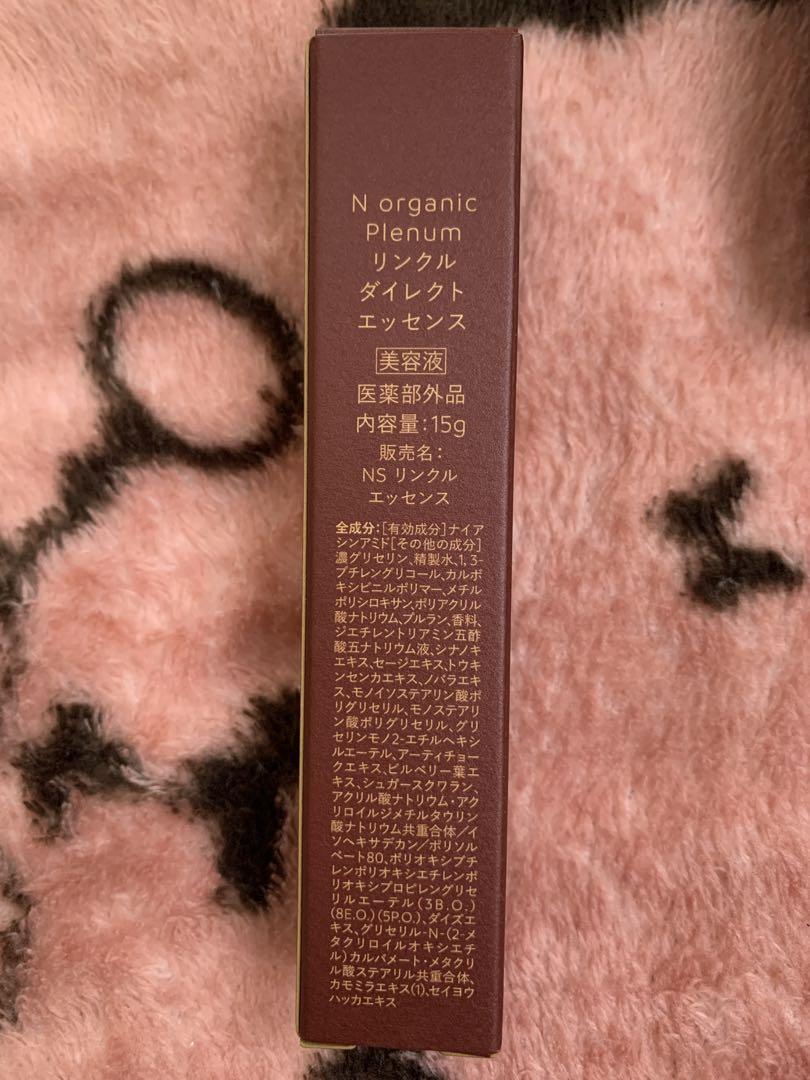 N organic
Plenum
リンクル
ダイレクト
エッセンス
美容液
医薬部外品
内容量：15g
販売名：
NS リンクル
エッセンス
全成分：［有効成分］ナイア
シンアミド［その他の成分］
濃グリセリン、精製水、1，3-
ブチレングリコール、カルボ
キシビニルポリマー、メチル
ポリシロキサン、ポリアクリル
酸ナトリウム、プルラン、香料、
ジエチレントリアミン五酢
酸五ナトリウム液、シナノキ
エキス、セージエキス、トウキ
ンセンカエキス、ノバラエキ
ス、モノイソステアリン酸ポ
リグリセリル、モノステアリ
ン酸ポリグリセリル、グリ
セリンモノ2-エチルヘキシ
ルエーテル、アーティチョー
クエキス、ビルベリー葉エ
キス、シュガースクワラン、
アクリル酸ナトリウム・アク
リロイルジメチルタウリン
酸ナトリウム共重合体／イ
ソヘキサデカン／ポリソル
ベート80、ポリオキシブチ
レンポリオキシエチレンポ
リオキシプロピレングリセ
リルエーテル（3B.O.）
（8E.O.）（5P.O.）、ダイズエ
キス、グリセリル-N-（2-メ
タクリロイルオキシエチ
ル）カルバメート・メタクリ
ル酸ステアリル共重合体、
カモミラエキス（1）、セイヨウ
ハッカエキス